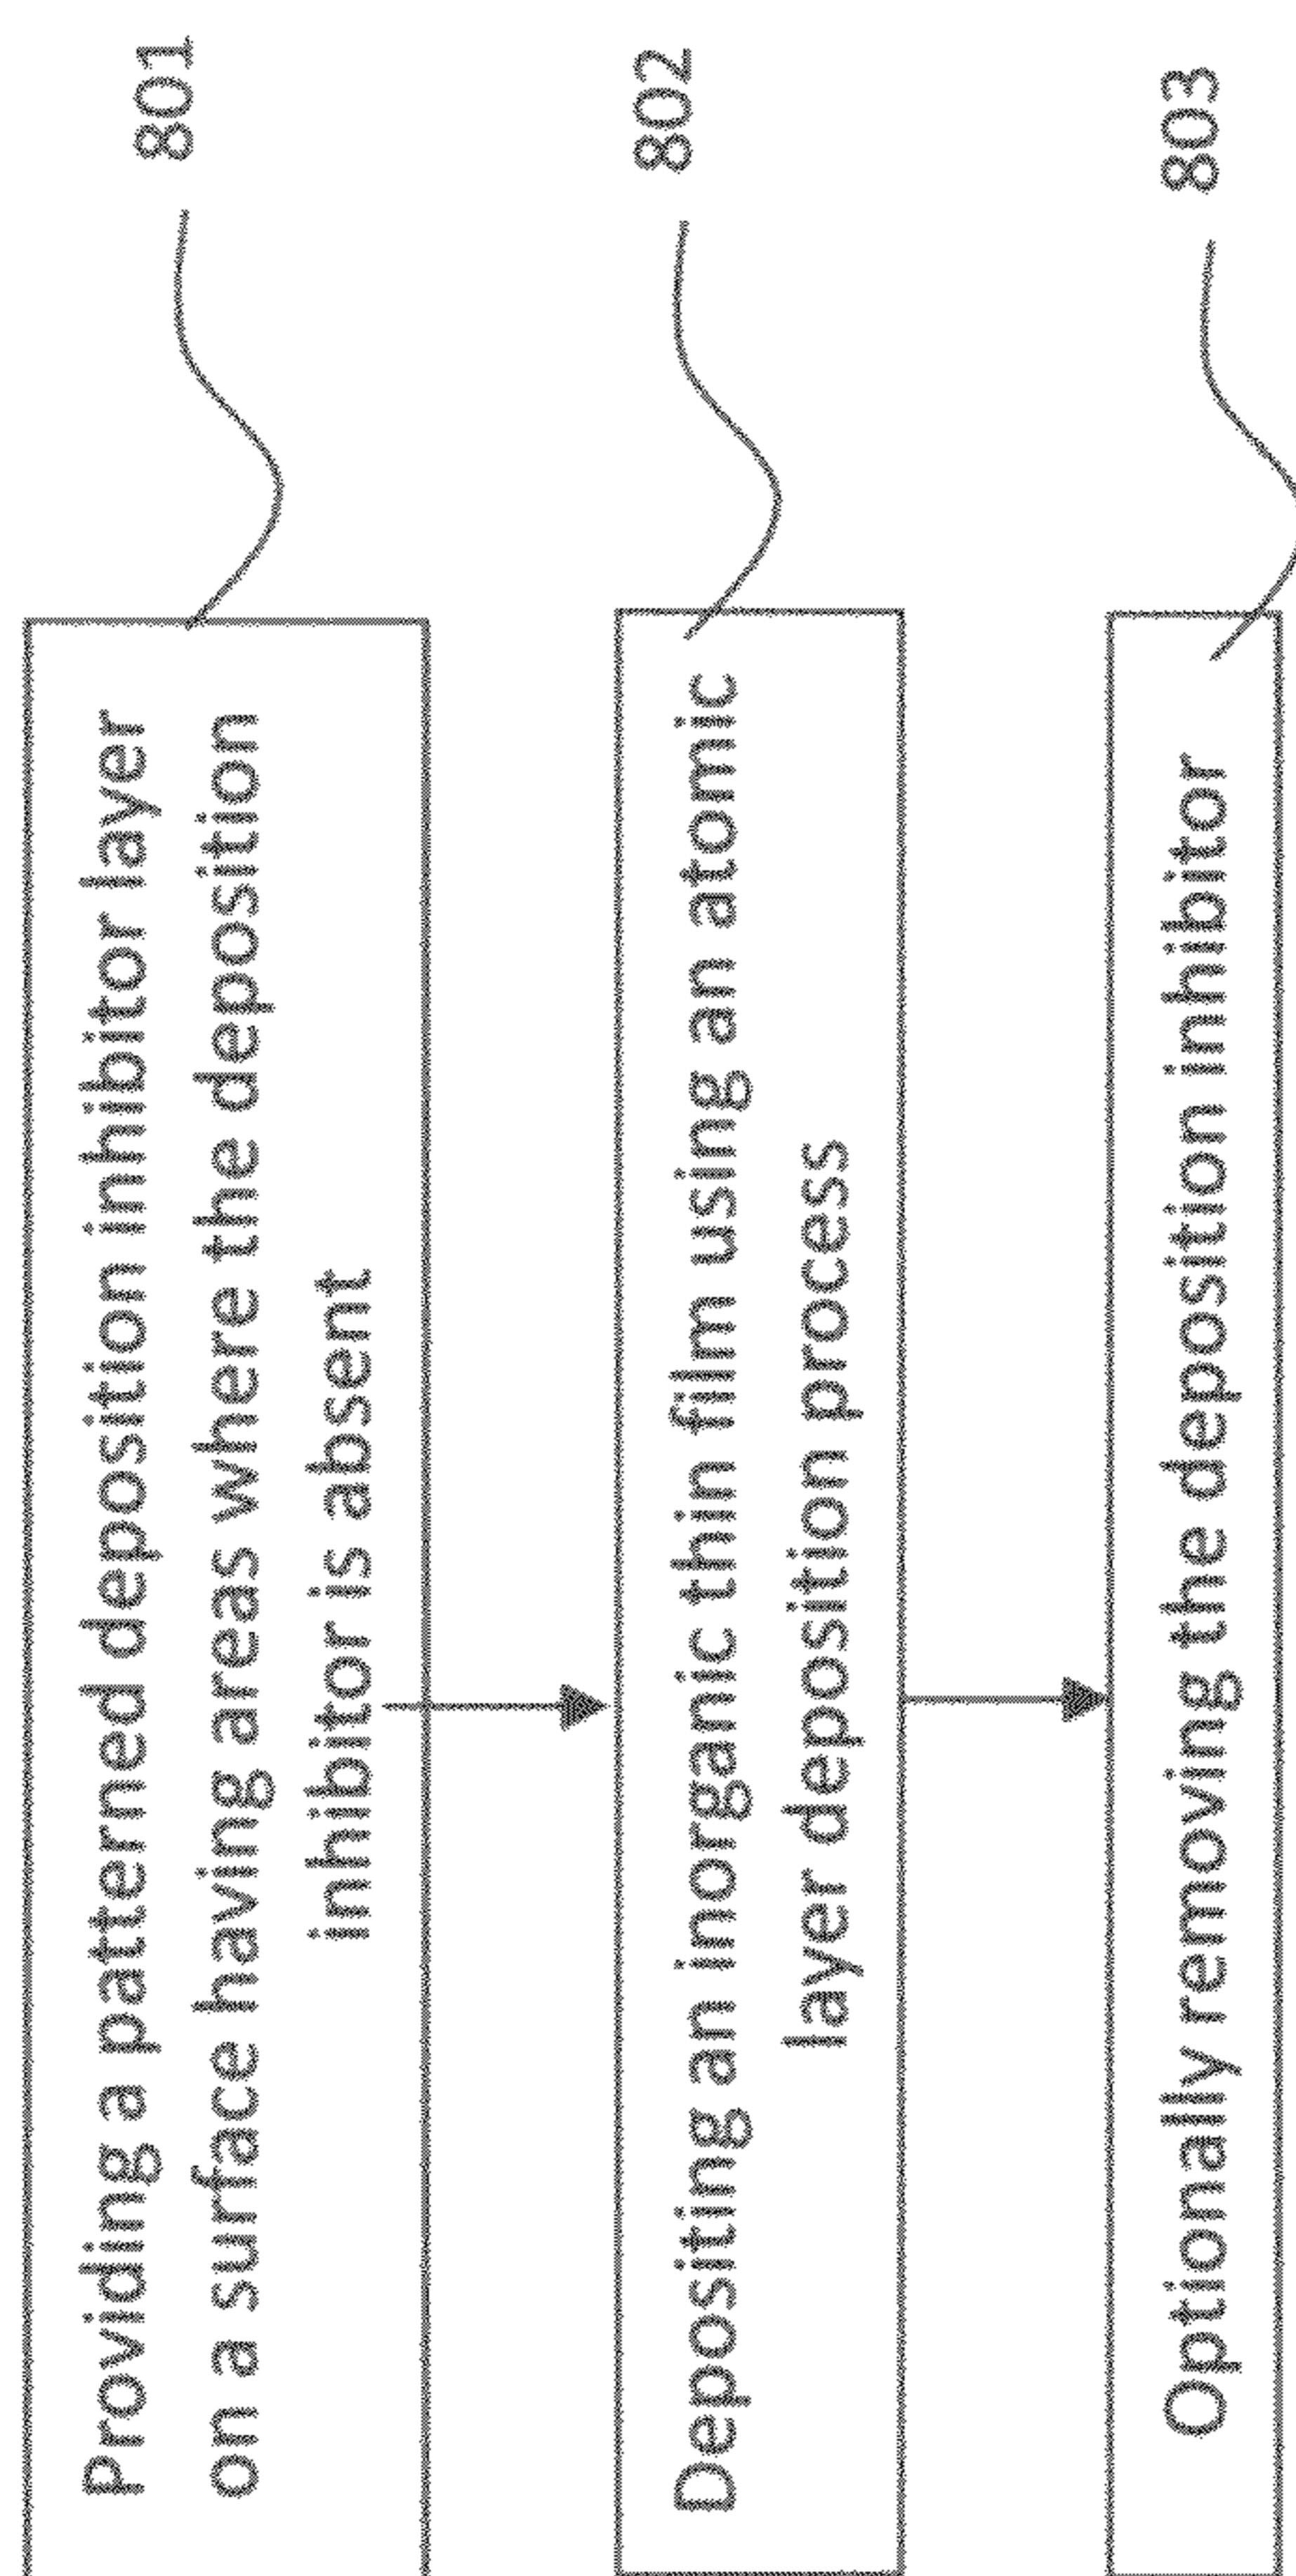 Providing a patterned deposition inhibitor layer
on a surface having areas where the deposition
inhibitor is absent
801
Depositing an inorganic thin film using an atomic
layer deposition process
802
Optionally removing the deposition inhibitor
803